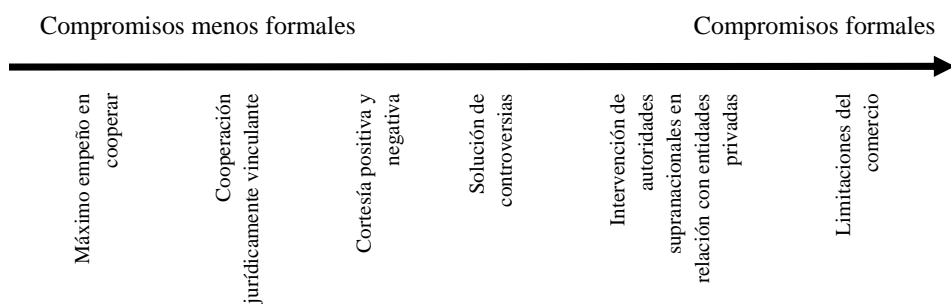 Compromisos menos formales
Compromisos formales
Máximo empeño en
cooperar
Cooperación
jurídicamente vinculante
Cortesía positiva y
negativa
Solución de
controversias
Intervención de
autoridades
supranacionales en
relación con entidades
privadas
Limitaciones del
comercio